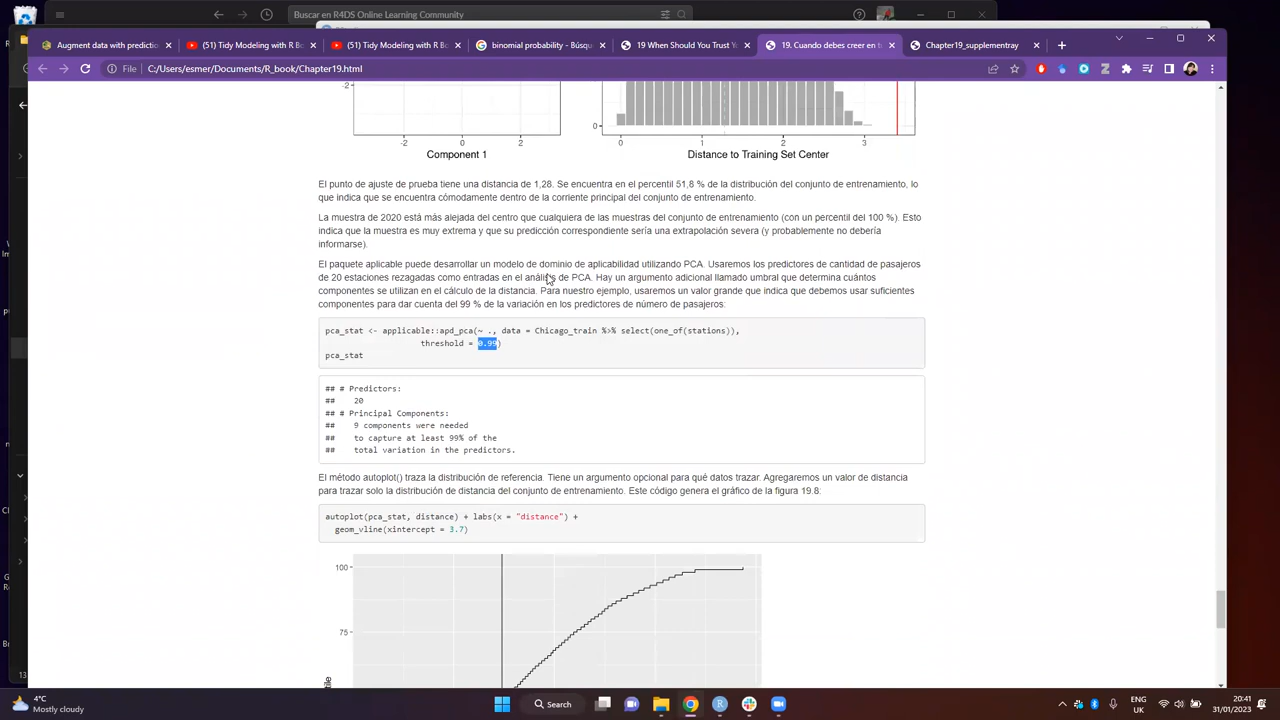 Buscar en R4DS Online Learning Community
Augment data with predictio
(51) Tidy Modeling with R Bo
(51) Tidy Modeling with R Bo
binomial probability - Búsqu
19 When Should You Trust Y
19. Cuando debes creer en t
Chapter19_supplementray
File
C:/Users/esmer/Documents/R_book/Chapter19.html
-2
-2
0
2
Component 1
0
0
1
2
3
Distance to Training Set Center
El punto de ajuste de prueba tiene una distancia de 1,28. Se encuentra en el percentil 51,8 % de la distribución del conjunto de entrenamiento, lo
que indica que se encuentra cómodamente dentro de la corriente principal del conjunto de entrenamiento.
La muestra de 2020 está más alejada del centro que cualquiera de las muestras del conjunto de entrenamiento (con un percentil del 100 %). Esto
indica que la muestra es muy extrema y que su predicción correspondiente sería una extrapolación severa (y probablemente no debería
informarse).
El paquete aplicable puede desarrollar un modelo de dominio de aplicabilidad utilizando PCA. Usaremos los predictores de cantidad de pasajeros
de 20 estaciones rezagadas como entradas en el análisis de PCA. Hay un argumento adicional llamado umbral que determina cuántos
componentes se utilizan en el cálculo de la distancia. Para nuestro ejemplo, usaremos un valor grande que indica que debemos usar suficientes
componentes para dar cuenta del 99 % de la variación en los predictores de número de pasajeros:
pca_stat <- applicable::apd_pca(~ ., data = Chicago_train %>% select(one_of(stations)),
threshold = 0.99)
pca_stat
## # Predictors:
## 20
## # Principal Components:
## 9 components were needed
## to capture at least 99% of the
## total variation in the predictors.
El método autoplot() traza la distribución de referencia. Tiene un argumento opcional para qué datos trazar. Agregaremos un valor de distancia
para trazar solo la distribución de distancia del conjunto de entrenamiento. Este código genera el gráfico de la figura 19.8:
autoplot(pca_stat, distance) + labs(x = "distance") +
geom_vline(xintercept = 3.7)
100
75
4°C
Mostly cloudy
Search
ENG
UK
20:41
31/01/2023